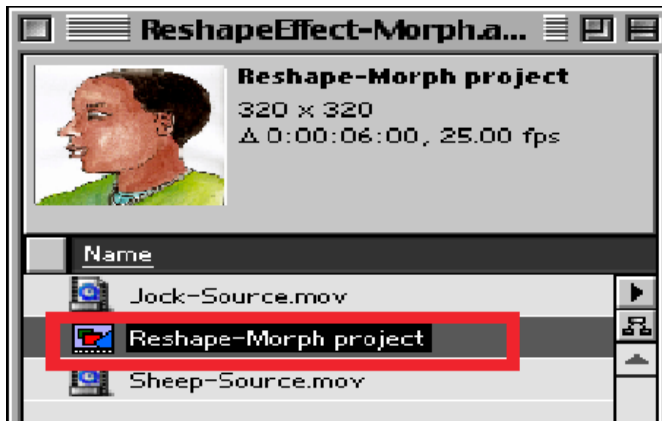 ReshapeEffect-Morph.a...
Reshape-Morph project
320 x 320
Δ 0:00:06:00, 25.00 fps
Name
Jock-Source.mov
Reshape-Morph project
Sheep-Source.mov